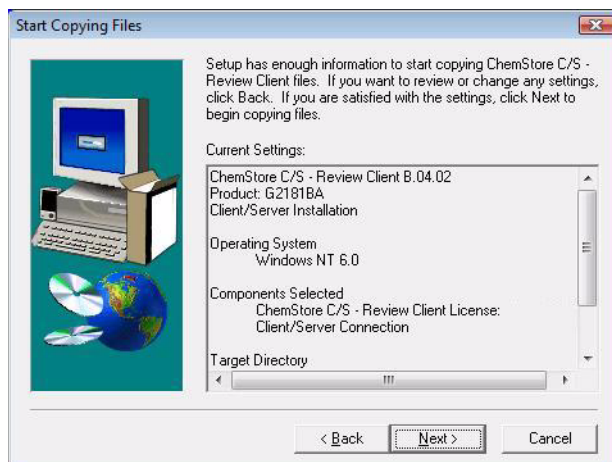 Start Copying Files
Setup has enough information to start copying ChemStore C/S -
Review Client files. If you want to review or change any settings,
click Back. If you are satisfied with the settings, click Next to
begin copying files.
Current Settings:
ChemStore C/S - Review Client B.04.02
Product: G2181BA
Client/Server Installation
Operating System
Windows NT 6.0
Components Selected
ChemStore C/S - Review Client License:
Client/Server Connection
Target Directory
< Back
Next >
Cancel